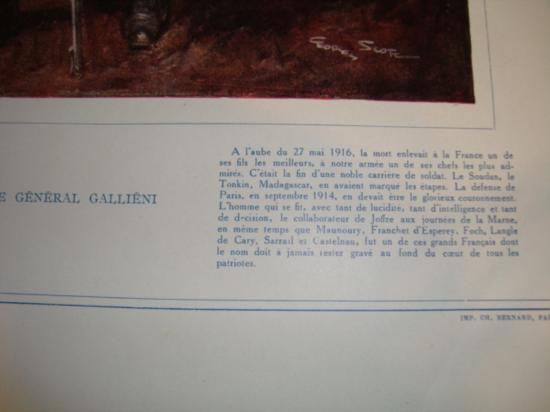 GEORGES SCOTT
A l'aube du 27 mai 1916, la mort enlevait à la France un de
ses fils les meilleurs, à notre armée un de ses chefs les plus ad-
mirés. C'était la fin d'une noble carrière de soldat. Le Soudan, le
Tonkin, Madagascar, en avaient marqué les étapes. La défense de
Paris, en septembre 1914, en devait être le glorieux couronnement.
L'homme qui se fit, avec tant de lucidité, tant d'intelligence et tant
de d-cision, le collaborateur de Joffre aux journées de la Marne,
en même temps que Maunoury, Franchet d'Esperey, Foch, Langle
de Cary, Sarrail et Castelnau, fut un de ces grands Français dont
le nom doit à jamais rester gravé au fond du cœur de tous les
patriotes.
E GÉNÉRAL GALLIÉNI
IMP. CH. BERNARD, PA